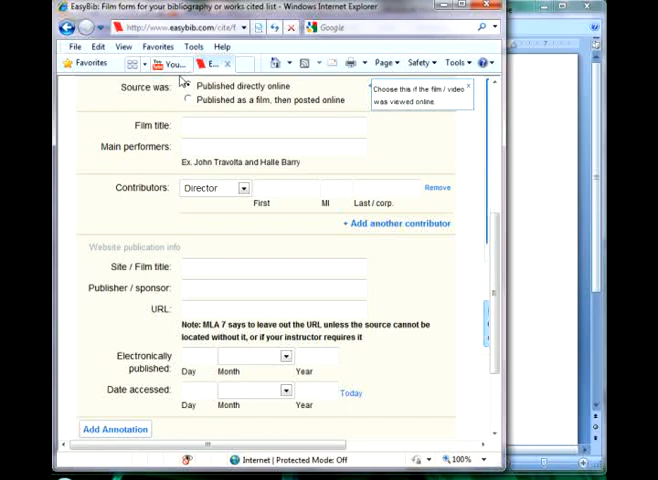 EasyBib: Film form for your bibliography or works cited list - Windows Internet Explorer
http://www.easybib.com/cite/f
Google
File Edit View Favorites Tools Help
Favorites You... E... Page Safety Tools
Source was: Published directly online
Published as a film, then posted online
Choose this if the film / video x
was viewed online.
Film title:
Main performers:
Ex. John Travolta and Halle Barry
Contributors: Director Remove
First MI Last / corp.
+ Add another contributor
Website publication info
Site / Film title:
Publisher / sponsor:
URL:
Note: MLA 7 says to leave out the URL unless the source cannot be
located without it, or if your instructor requires it
Electronically
published:
Day Month Year
Date accessed: Today
Day Month Year
Add Annotation
Internet | Protected Mode: Off 100%